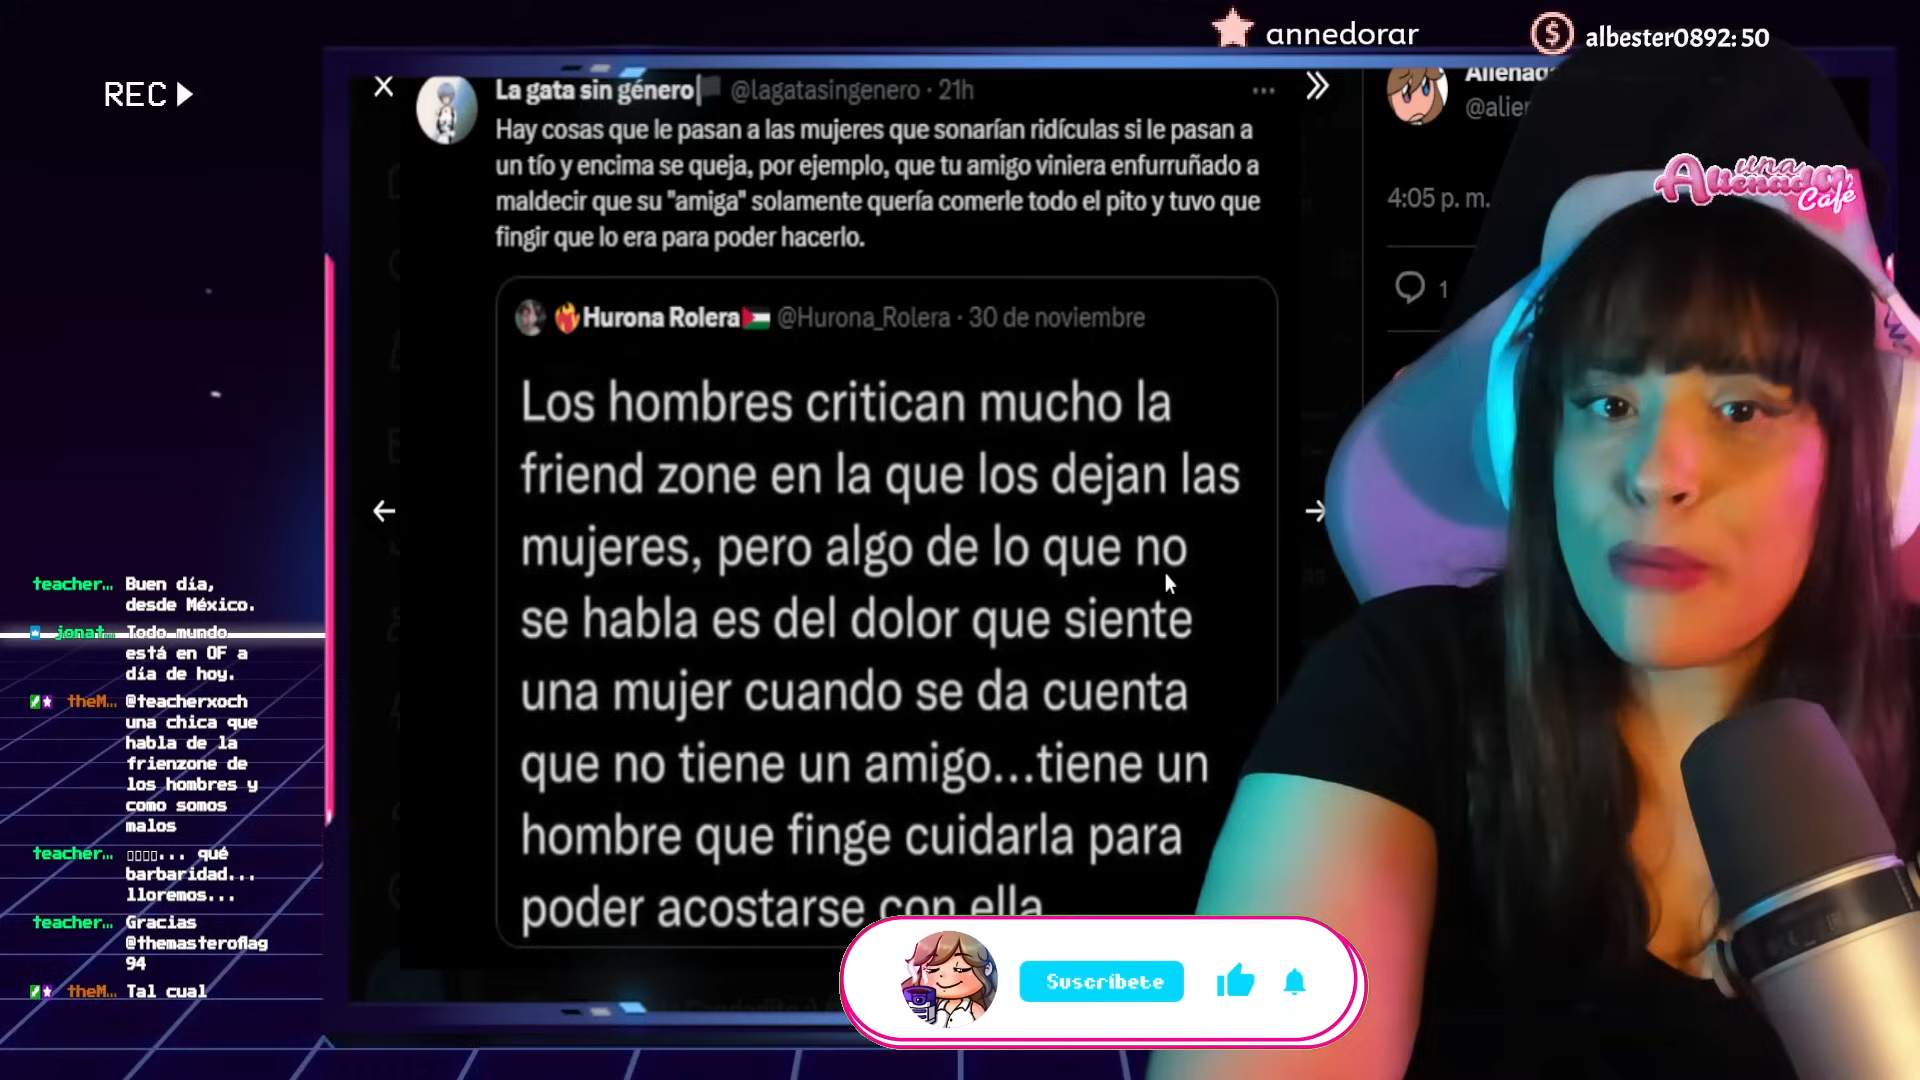 annedorar
albester0892: 50
REC
La gata sin género @lagatasingenero · 21h
Hay cosas que le pasan a las mujeres que sonarían ridículas si le pasan a
un tío y encima se queja, por ejemplo, que tu amigo viniera enfurruñado a
maldecir que su "amiga" solamente quería comerle todo el pito y tuvo que
fingir que lo era para poder hacerlo.
Hurona Rolera @Hurona_Rolera · 30 de noviembre
Los hombres critican mucho la
friend zone en la que los dejan las
mujeres, pero algo de lo que no
se habla es del dolor que siente
una mujer cuando se da cuenta
que no tiene un amigo...tiene un
hombre que finge cuidarla para
poder acostarse con ella
Alienada
@alien
4:05 p. m.
1
una
Alienada
Café
teacher... Buen día,
desde México.
jonat... Todo mundo
está en OF a
día de hoy.
theM... @teacherxoch
una chica que
habla de la
frienzone de
los hombres y
como somos
malos
teacher... ... qué
barbaridad...
lloremos...
teacher... Gracias
@themasteroflag
94
theM... Tal cual
Suscríbete